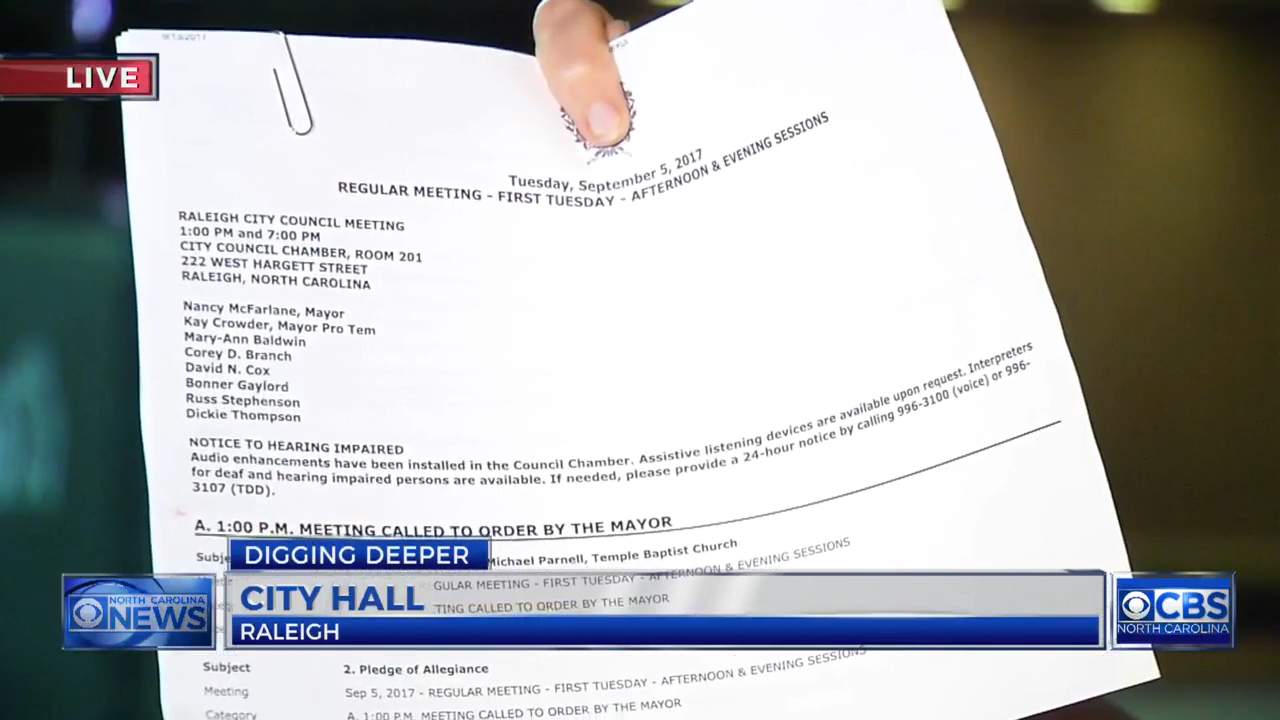 9/13/2017
LIVE
Tuesday, September 5, 2017
REGULAR MEETING - FIRST TUESDAY - AFTERNOON & EVENING SESSIONS
RALEIGH CITY COUNCIL MEETING
1:00 PM and 7:00 PM
CITY COUNCIL CHAMBER, ROOM 201
222 WEST HARGETT STREET
RALEIGH, NORTH CAROLINA
Nancy McFarlane, Mayor
Kay Crowder, Mayor Pro Tem
Mary-Ann Baldwin
Corey D. Branch
David N. Cox
Bonner Gaylord
Russ Stephenson
Dickie Thompson
NOTICE TO HEARING IMPAIRED
Audio enhancements have been installed in the Council Chamber. Assistive listening devices are available upon request. Interpreters
for deaf and hearing impaired persons are available. If needed, please provide a 24-hour notice by calling 996-3100 (voice) or 996-
3107 (TDD).
A. 1:00 P.M. MEETING CALLED TO ORDER BY THE MAYOR
Michael Parnell, Temple Baptist Church
DIGGING DEEPER
REGULAR MEETING - FIRST TUESDAY - AFTERNOON & EVENING SESSIONS
CITY HALL
TING CALLED TO ORDER BY THE MAYOR
RALEIGH
NORTH CAROLINA
NEWS
CBS
NORTH CAROLINA
Subject 2. Pledge of Allegiance
Meeting Sep 5, 2017 - REGULAR MEETING - FIRST TUESDAY - AFTERNOON & EVENING SESSIONS
Category A. 1:00 P.M. MEETING CALLED TO ORDER BY THE MAYOR